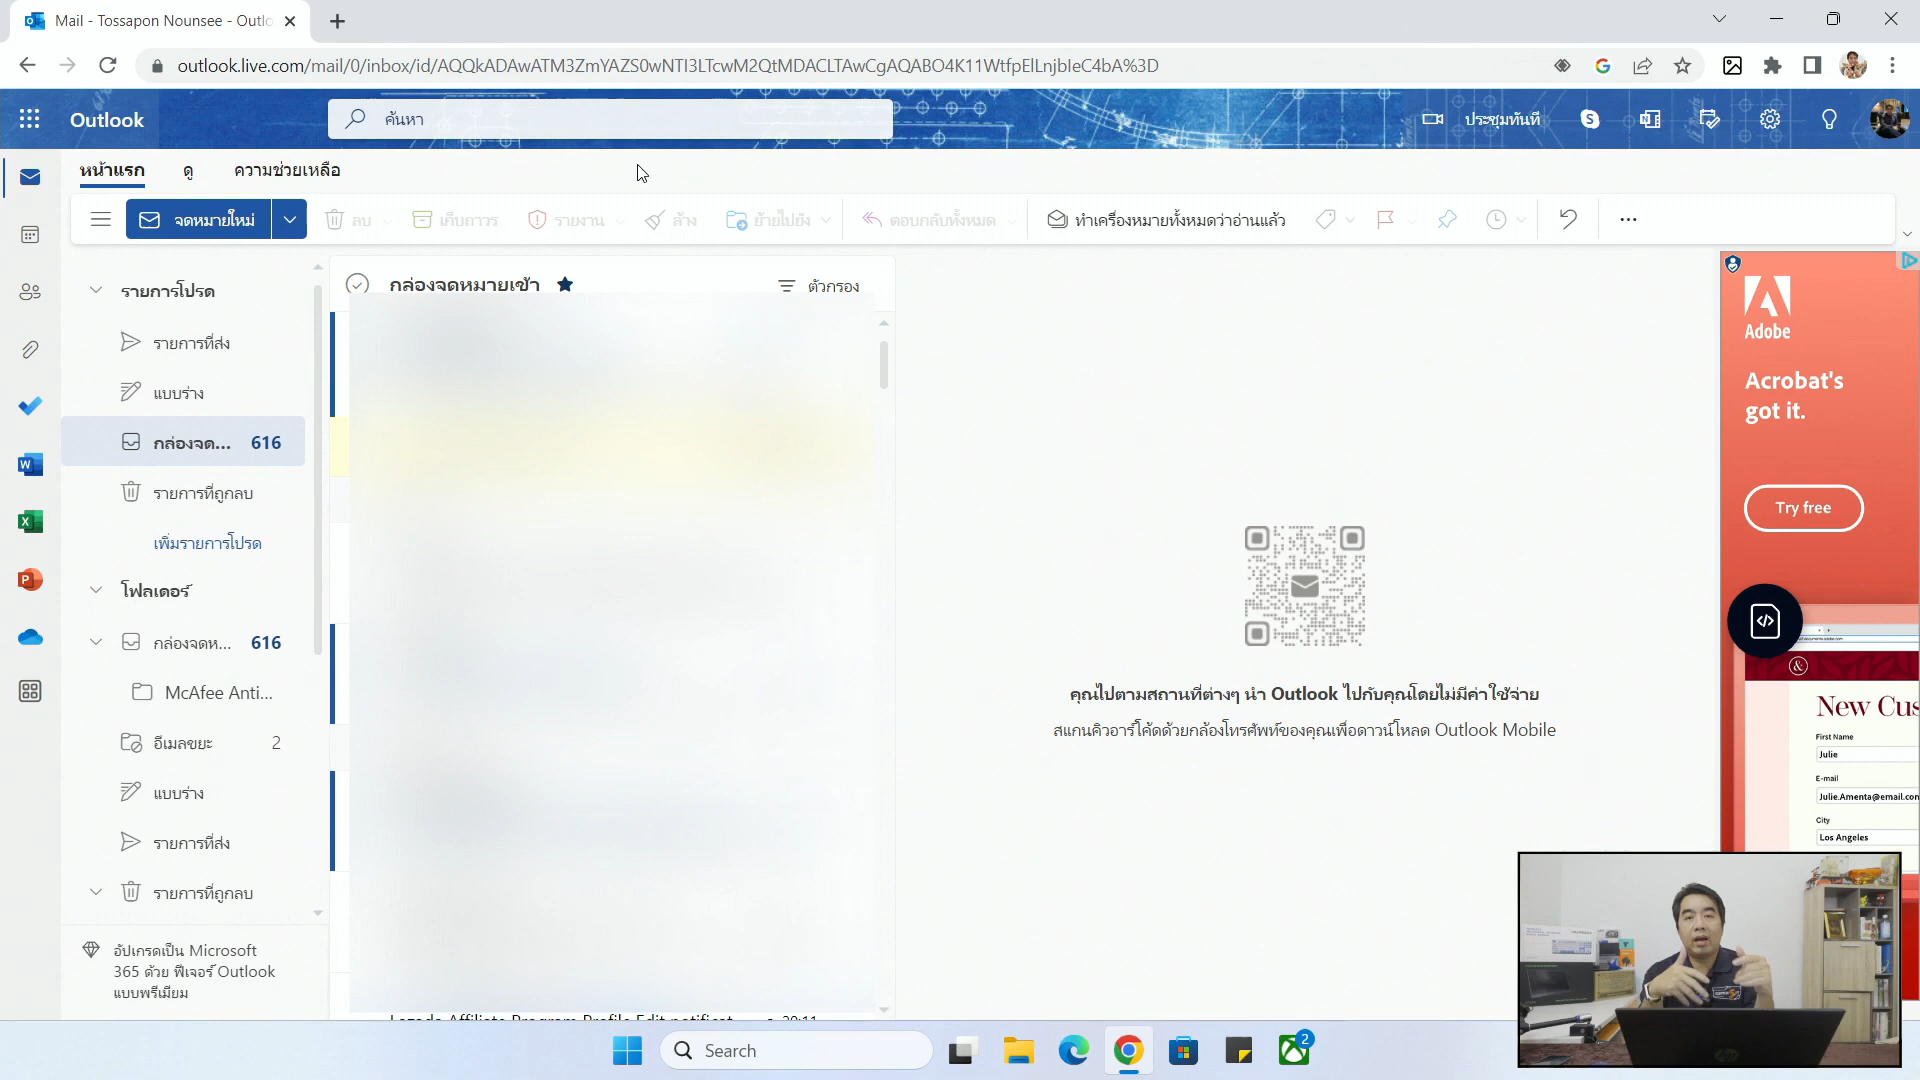 Mail - Tossapon Nounsee - Outlo
outlook.live.com/mail/0/inbox/id/AQQkADAwATM3ZmYAZS0wNTI3LTcwM2QtMDACLTAwCgAQABO4K11WtfpElLnjbIeC4bA%3D
Outlook
ค้นหา
ประชุมทันที
หน้าแรก
ดู
ความช่วยเหลือ
จดหมายใหม่
ลบ
เก็บถาวร
รายงาน
ล้าง
ย้ายไปยัง
ตอบกลับทั้งหมด
ทำเครื่องหมายทั้งหมดว่าอ่านแล้ว
รายการโปรด
รายการที่ส่ง
แบบร่าง
กล่องจด... 616
รายการที่ถูกลบ
เพิ่มรายการโปรด
โฟลเดอร์
กล่องจดห... 616
McAfee Anti...
อีเมลขยะ 2
แบบร่าง
รายการที่ส่ง
รายการที่ถูกลบ
อัปเกรดเป็น Microsoft
365 ด้วย ฟีเจอร์ Outlook
แบบพรีเมียม
กล่องจดหมายเข้า
ตัวกรอง
คุณไปตามสถานที่ต่างๆ นำ Outlook ไปกับคุณโดยไม่มีค่าใช้จ่าย
สแกนคิวอาร์โค้ดด้วยกล้องโทรศัพท์ของคุณเพื่อดาวน์โหลด Outlook Mobile
Adobe
Acrobat's
got it.
Try free
New Cus
First Name
Julie
E-mail
Julie.Amenta@email.con
City
Los Angeles
Search
2